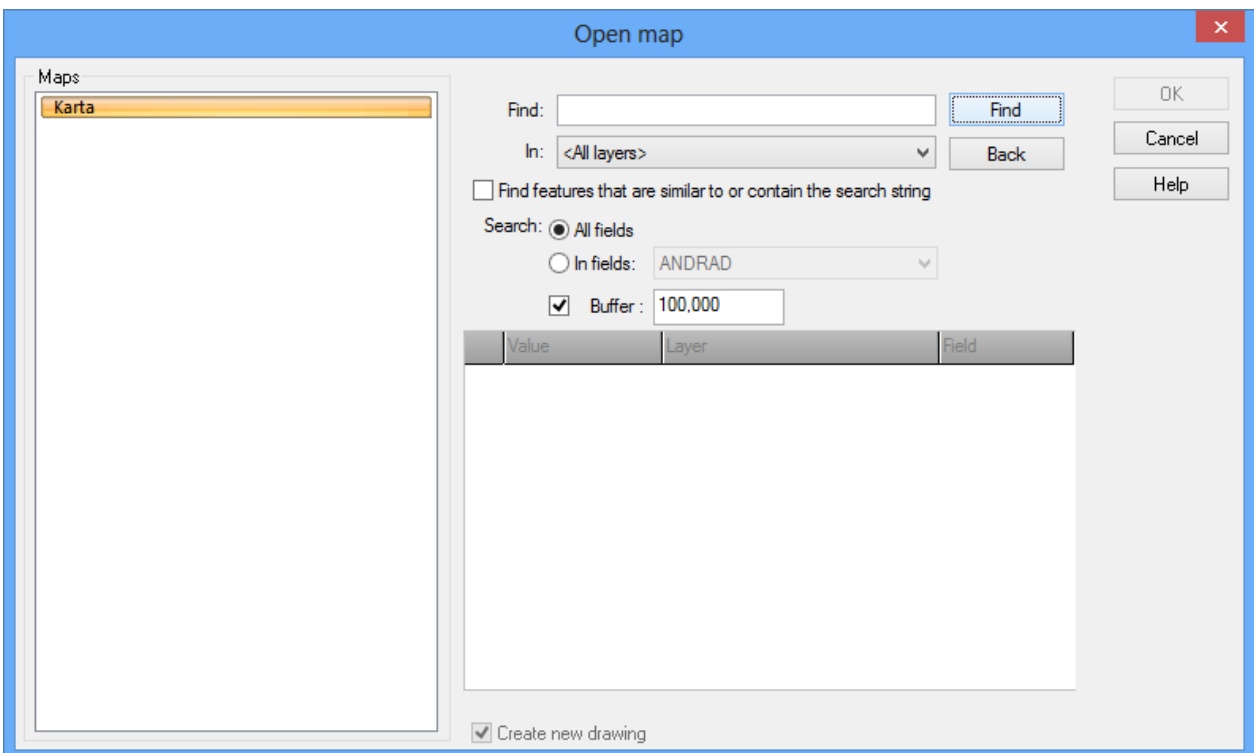 Open map
Maps
Karta
Find:
Find
OK
In: <All layers>
Back
Cancel
Find features that are similar to or contain the search string
Help
Search: All fields
In fields: ANDRAD
Buffer : 100,000
Value Layer Field
Create new drawing